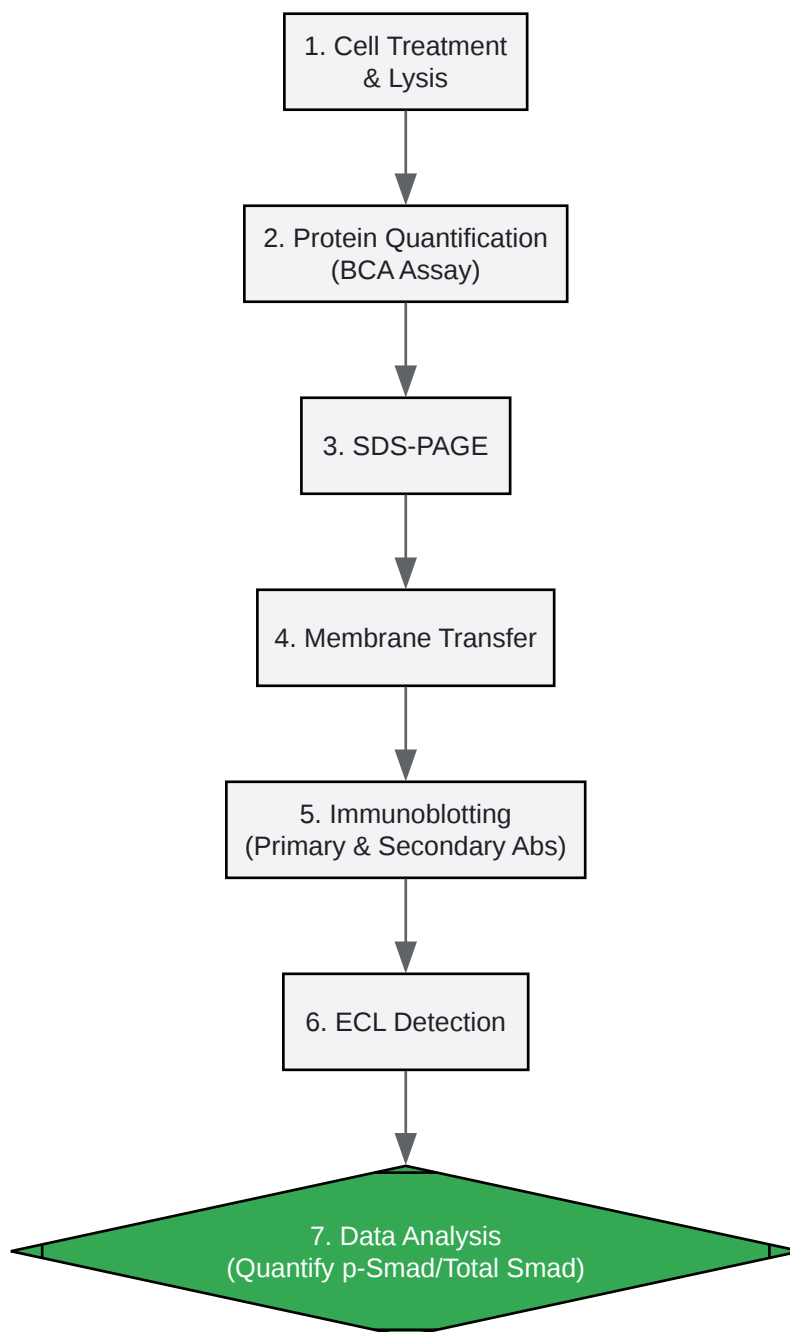 1. Cell Treatment
& Lysis
2. Protein Quantification
(BCA Assay)
3. SDS-PAGE
4. Membrane Transfer
5. Immunoblotting
(Primary & Secondary Abs)
6. ECL Detection
7. Data Analysis
(Quantify p-Smad/Total Smad)